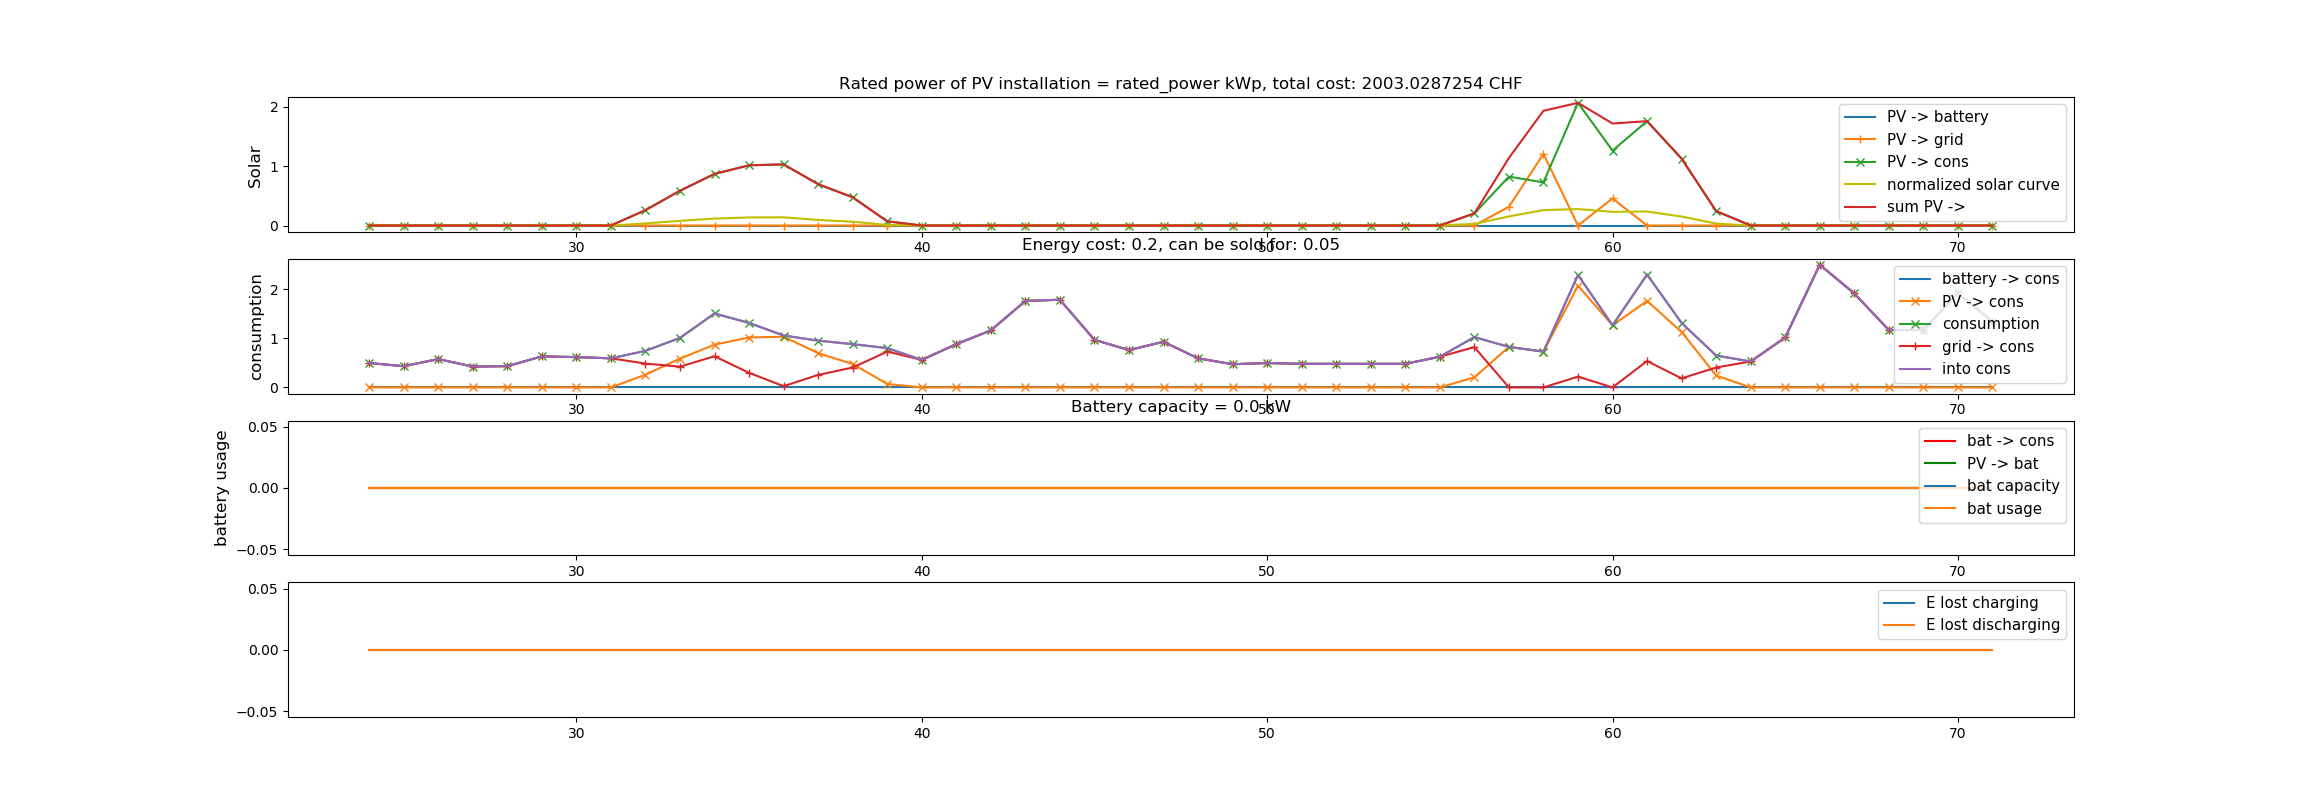 Rated power of PV installation = rated_power kWp, total cost: 2003.0287254 CHF
Solar
2
1
0
PV -> battery
PV -> grid
PV -> cons
normalized solar curve
sum PV ->
30
40
50
60
70
Energy cost: 0.2, can be sold for: 0.05
consumption
2
1
0
battery -> cons
PV -> cons
consumption
grid -> cons
into cons
30
40
50
60
70
Battery capacity = 0.0 kW
battery usage
0.05
0.00
−0.05
bat -> cons
PV -> bat
bat capacity
bat usage
30
40
50
60
70
0.05
0.00
−0.05
E lost charging
E lost discharging
30
40
50
60
70